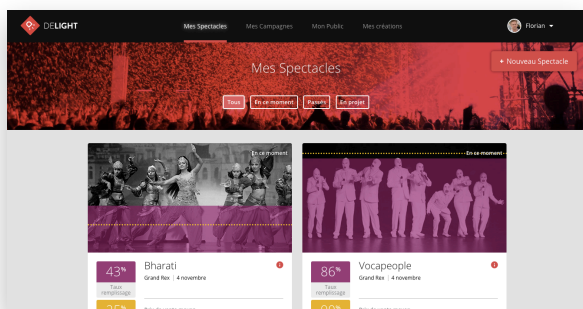 DELIGHT
Mes Spectacles
Mes Campagnes
Mon Public
Mes créations
Florian
+ Nouveau Spectacle
Mes Spectacles
Tous
En ce moment
Passés
En projet
En ce moment
En ce moment
43%
Taux
remplissage
Bharati
Grand Rex | 4 novembre
86%
Taux
remplissage
Vocapeople
Grand Rex | 4 novembre